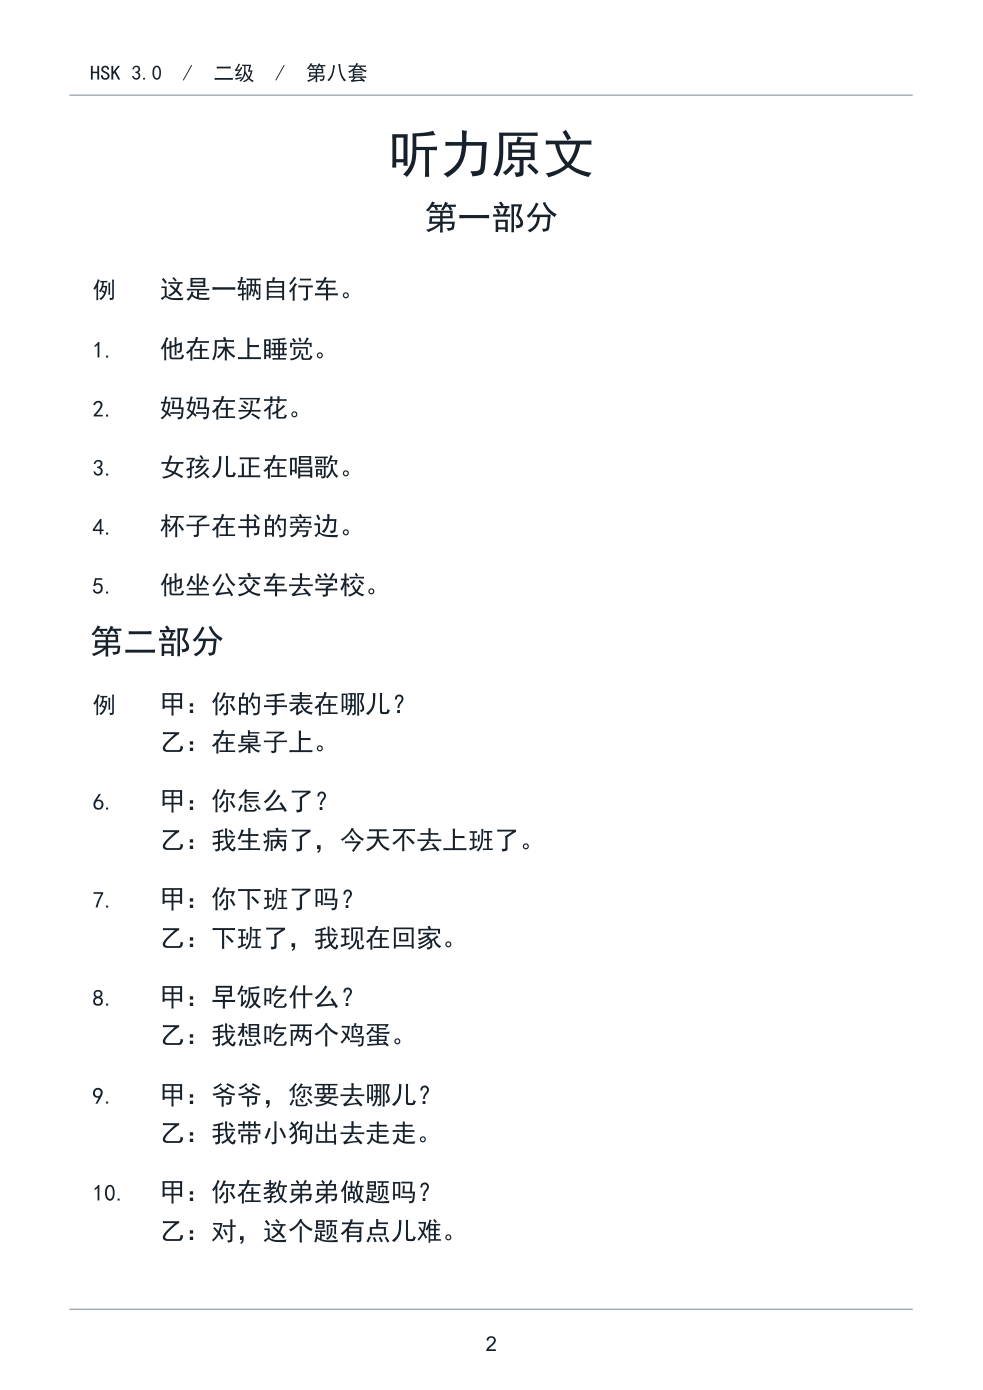 HSK 3.0 / 二级 / 第八套
听力原文
第一部分
例 这是一辆自行车。
1. 他在床上睡觉。
2. 妈妈在买花。
3. 女孩儿正在唱歌。
4. 杯子在书的旁边。
5. 他坐公交车去学校。
第二部分
例 甲：你的手表在哪儿？
乙：在桌子上。
6. 甲：你怎么了？
乙：我生病了，今天不去上班了。
7. 甲：你下班了吗？
乙：下班了，我现在回家。
8. 甲：早饭吃什么？
乙：我想吃两个鸡蛋。
9. 甲：爷爷，您要去哪儿？
乙：我带小狗出去走走。
10. 甲：你在教弟弟做题吗？
乙：对，这个题有点儿难。
2